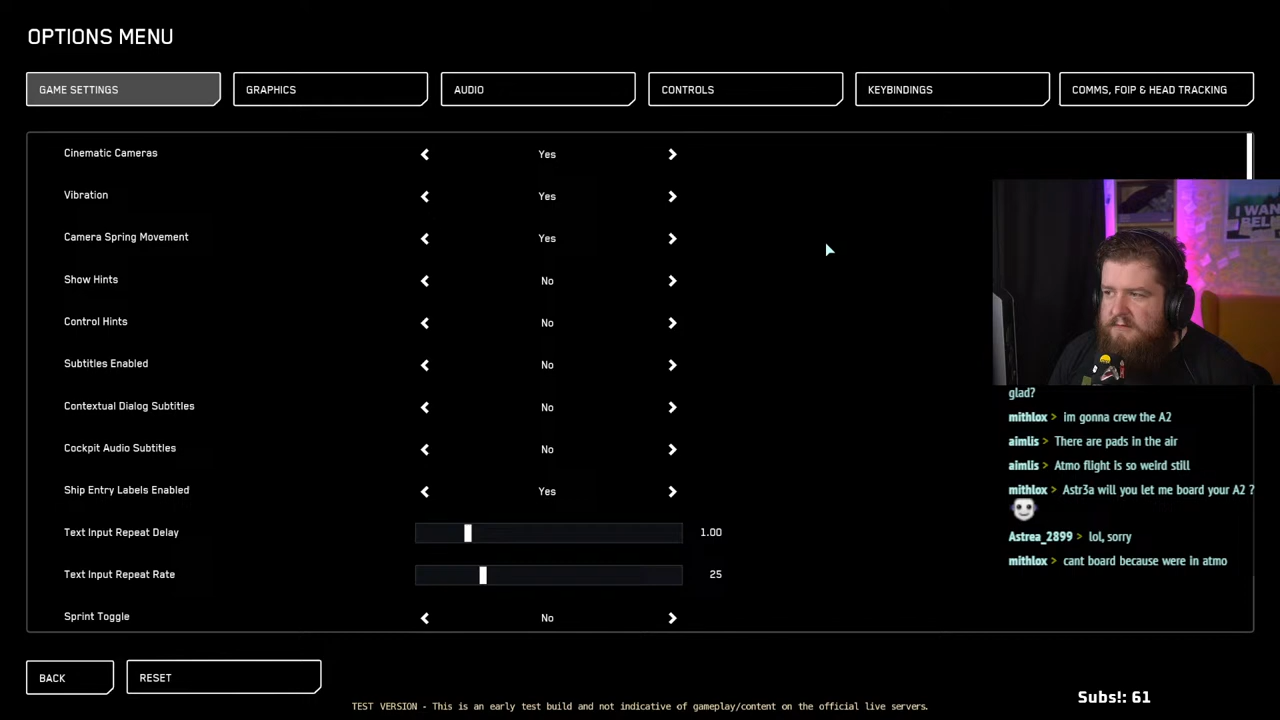 OPTIONS MENU
GAME SETTINGS
GRAPHICS
AUDIO
CONTROLS
KEYBINDINGS
COMMS, FOIP & HEAD TRACKING
Cinematic Cameras Yes
Vibration Yes
Camera Spring Movement Yes
Show Hints No
Control Hints No
Subtitles Enabled No
Contextual Dialog Subtitles No
Cockpit Audio Subtitles No
Ship Entry Labels Enabled Yes
Text Input Repeat Delay 1.00
Text Input Repeat Rate 25
Sprint Toggle No
I WAN
glad?
mithlox > im gonna crew the A2
aimlis > There are pads in the air
aimlis > Atmo flight is so weird still
mithlox > Astr3a will you let me board your A2 ?
Astrea_2899 > lol, sorry
mithlox > cant board because were in atmo
BACK
RESET
Subs!: 61
TEST VERSION - This is an early test build and not indicative of gameplay/content on the official live servers.